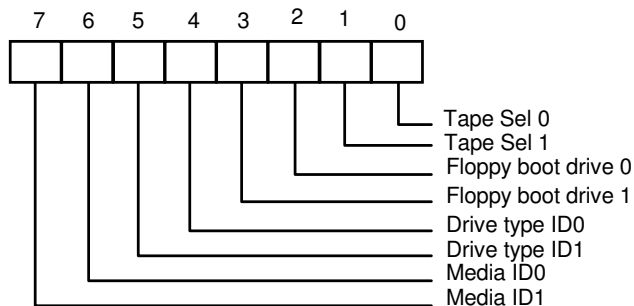 7 6 5 4 3 2 1 0
Tape Sel 0
Tape Sel 1
Floppy boot drive 0
Floppy boot drive 1
Drive type ID0
Drive type ID1
Media ID0
Media ID1